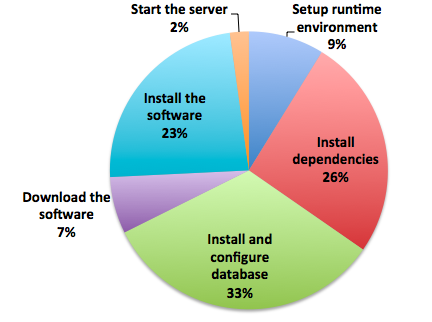 Start the server
2%
Setup runtime
environment
9%
Install the
software
23%
Install
dependencies
26%
Download the
software
7%
Install and
configure
database
33%